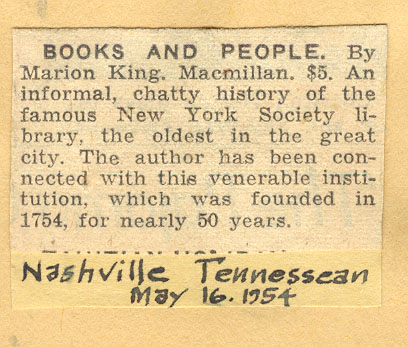 BOOKS AND PEOPLE. By
Marion King. Macmillan. $5. An
informal, chatty history of the
famous New York Society li-
brary, the oldest in the great
city. The author has been con-
nected with this venerable insti-
tution, which was founded in
1754, for nearly 50 years.
Nashville Tennessean
May 16. 1954